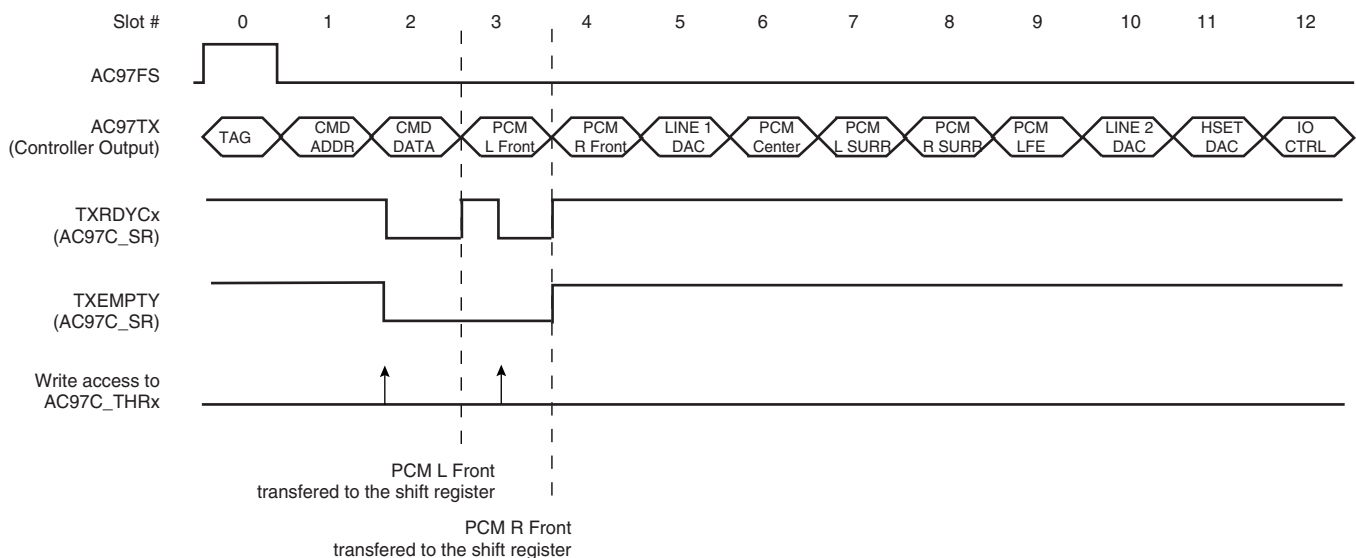 Slot # 0 1 2 3 4 5 6 7 8 9 10 11 12
AC97FS
AC97TX
(Controller Output)
TAG
CMD
ADDR
CMD
DATA
PCM
L Front
PCM
R Front
LINE 1
DAC
PCM
Center
PCM
L SURR
PCM
R SURR
PCM
LFE
LINE 2
DAC
HSET
DAC
IO
CTRL
TXRDYCx
(AC97C_SR)
TXEMPTY
(AC97C_SR)
Write access to
AC97C_THRx
PCM L Front
transfered to the shift register
PCM R Front
transfered to the shift register